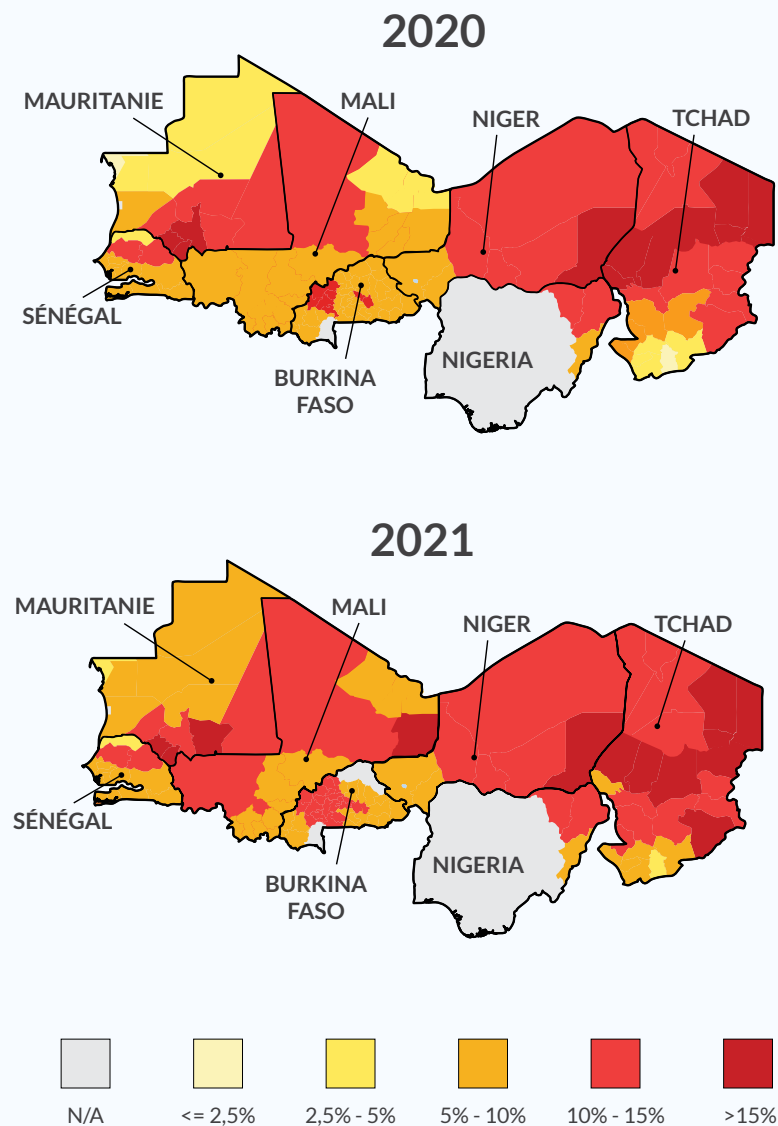 2020
MAURITANIE
MALI
NIGER
TCHAD
SÉNÉGAL
BURKINA
FASO
NIGERIA
2021
MAURITANIE
MALI
NIGER
TCHAD
SÉNÉGAL
BURKINA
FASO
NIGERIA
N/A
<= 2,5%
2,5% - 5%
5% - 10%
10% - 15%
>15%